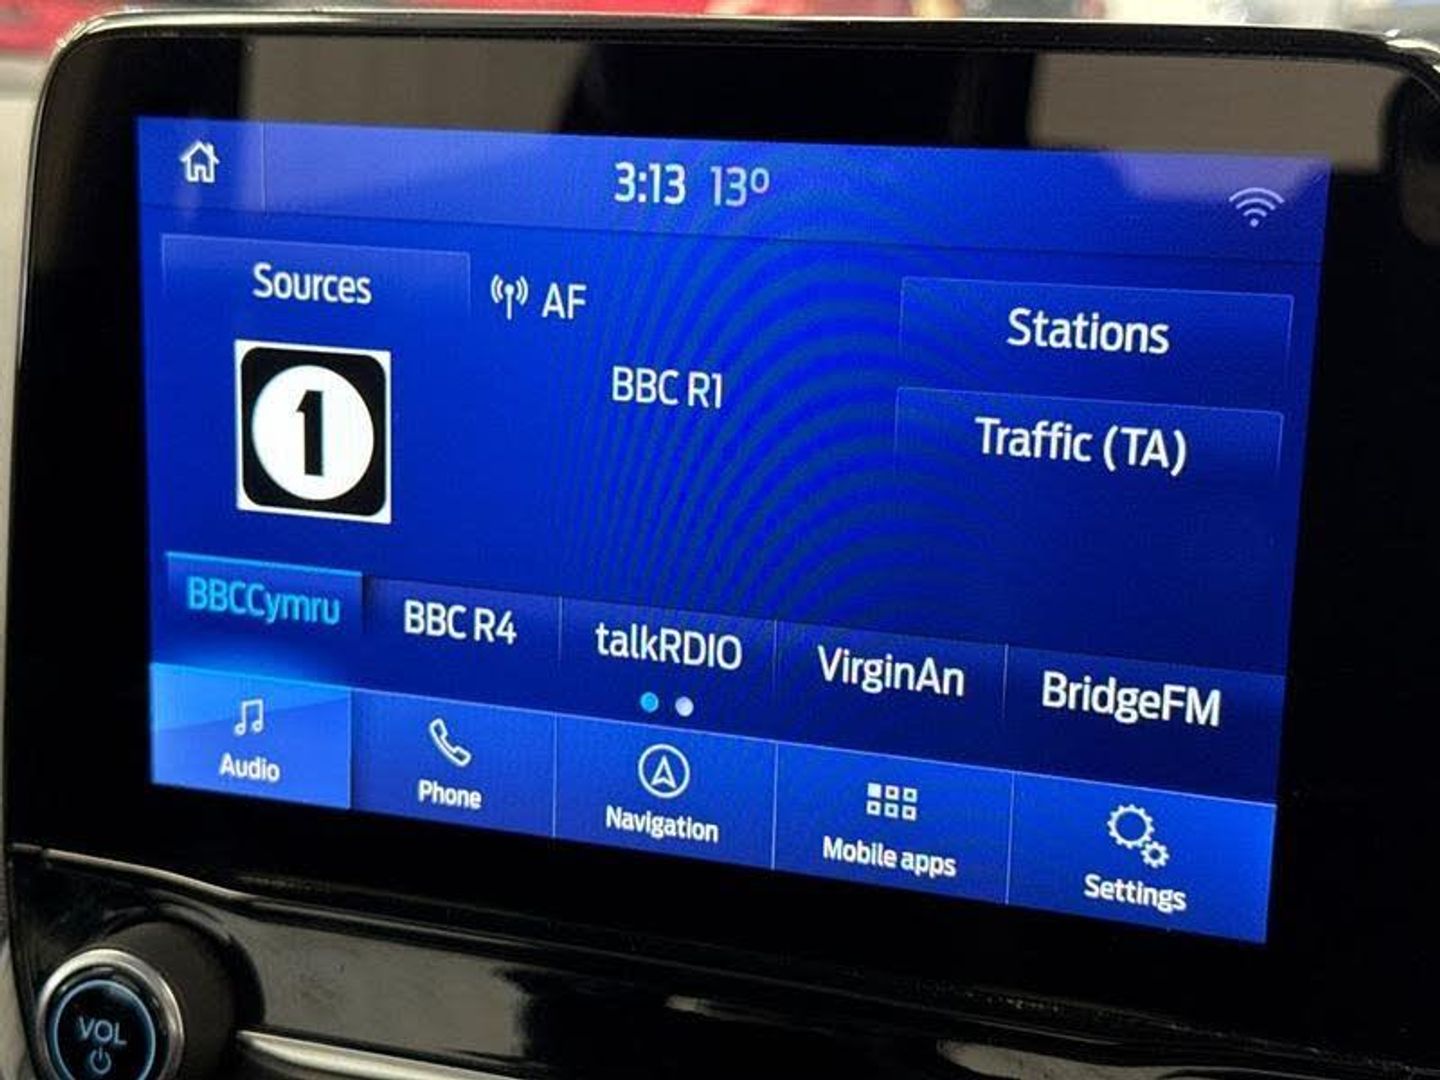 3:13 13°
Sources
AF
Stations
BBC R1
1
Traffic (TA)
BBCCymru
BBC R4
talkRDIO
VirginAn
BridgeFM
Audio
Phone
Navigation
Mobile apps
Settings
VOL